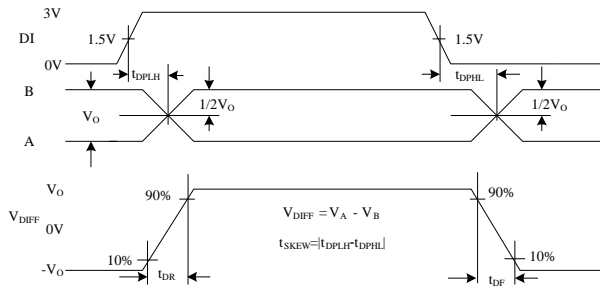 3V
DI
1.5V
1.5V
0V
tDPLH
tDPHL
B
VO
1/2VO
1/2VO
A
VO
90%
90%
VDIFF
0V
VDIFF = VA - VB
tSKEW=|tDPLH-tDPHL|
10%
10%
-VO
tDR
tDF